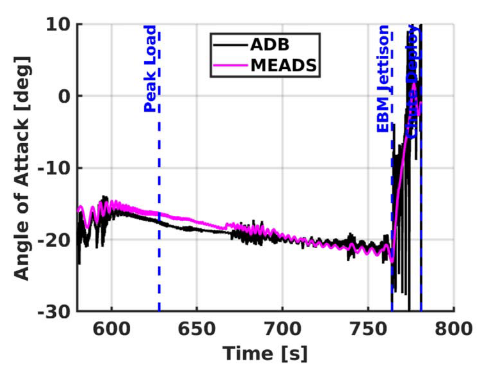 10
0
-10
-20
-30
600
650
700
750
800
Angle of Attack [deg]
Time [s]
Peak Load
ADB
MEADS
EBM Jettison
Deploy